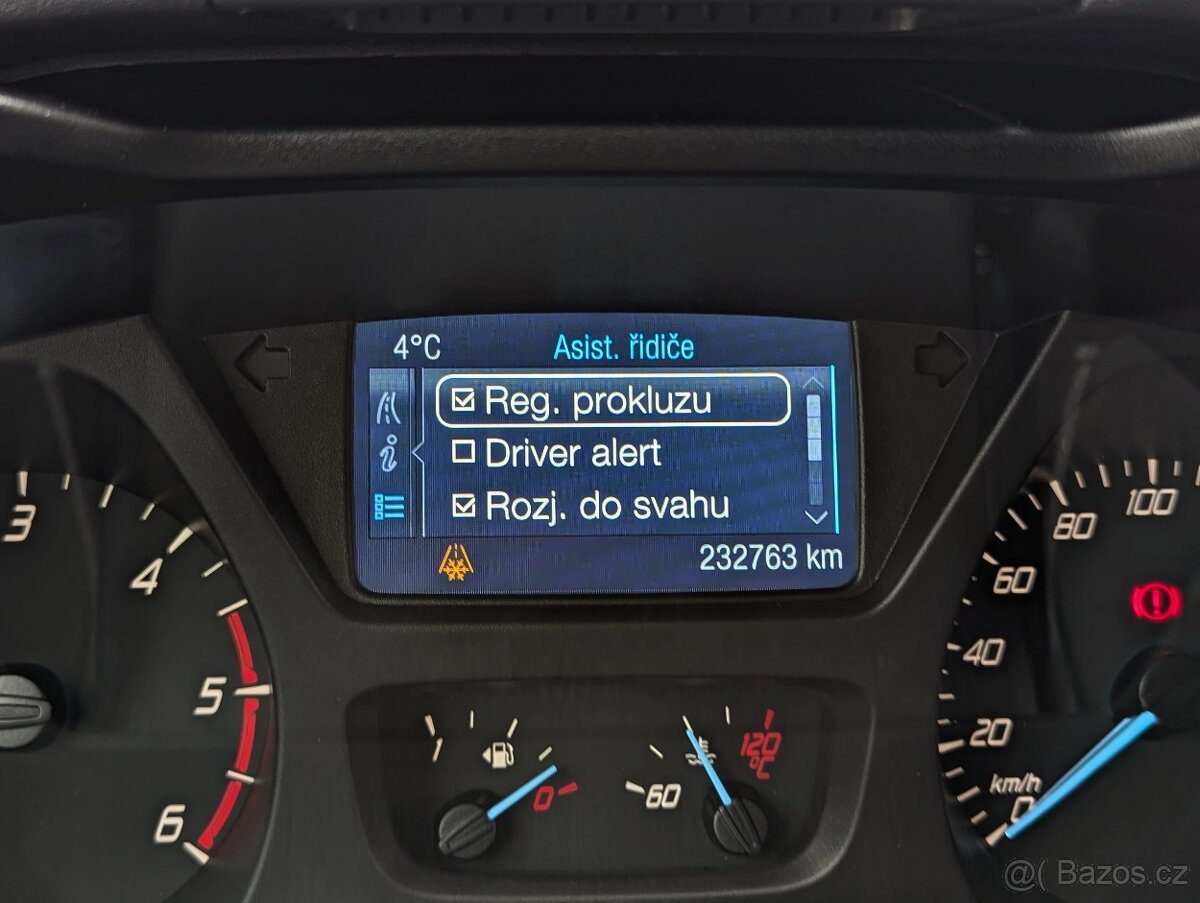 4°C Asist. řidiče
Reg. prokluzu
Driver alert
Rozj. do svahu
232763 km
3
4
5
6
1
0
60
120
°C
100
80
60
40
20
km/h
0
@( Bazos.cz